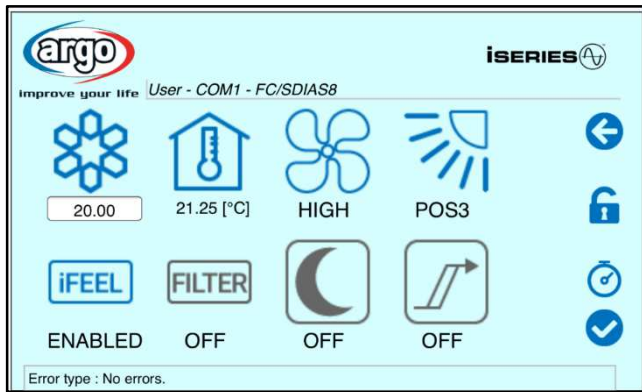 argo
improve your life
iSERIES
User - COM1 - FC/SDIAS8
20.00
21.25 [°C]
HIGH
POS3
iFEEL
FILTER
ENABLED
OFF
OFF
OFF
Error type : No errors.